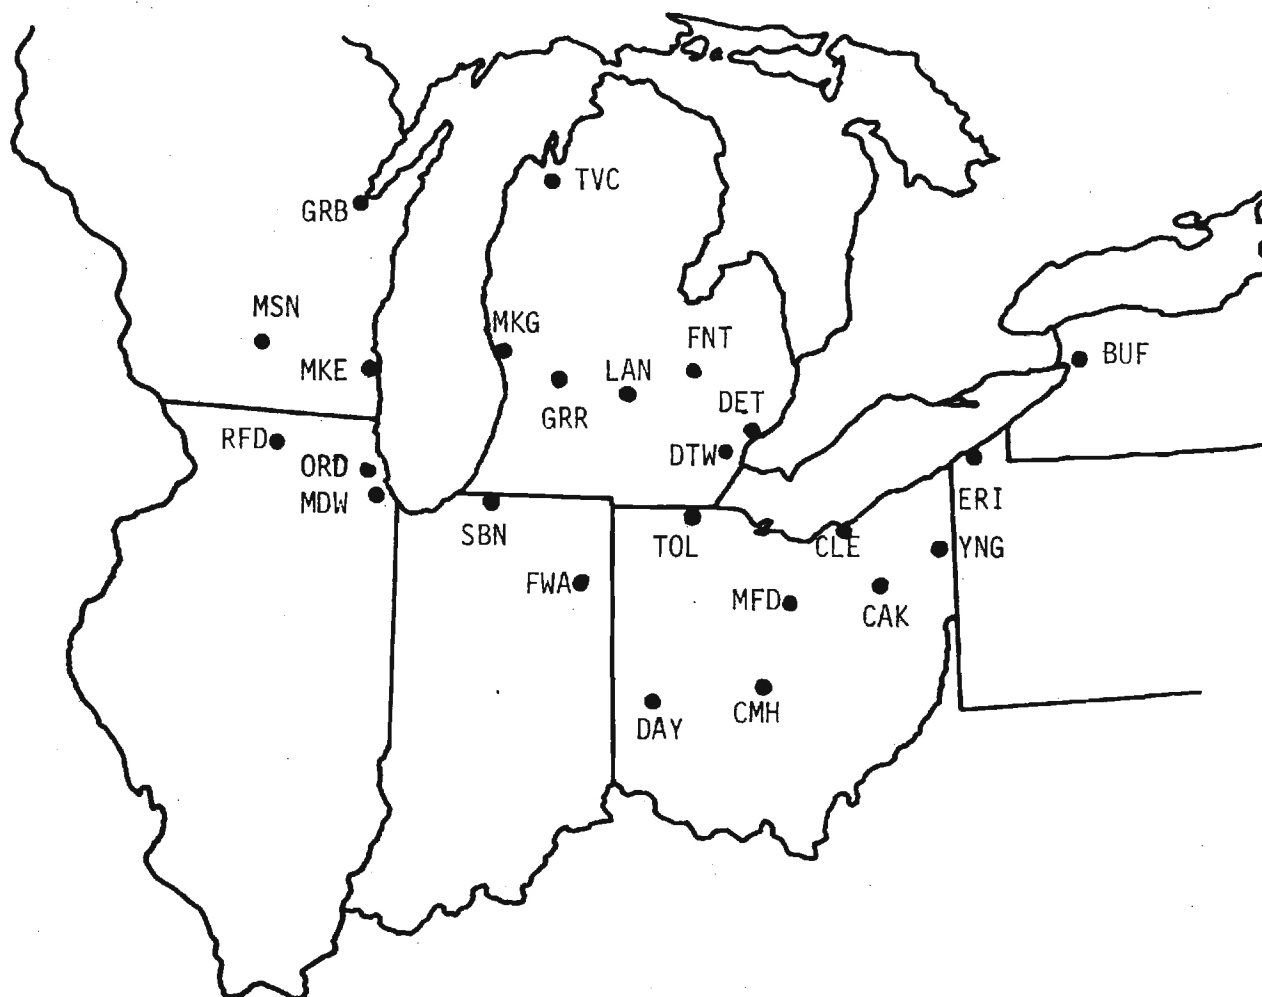 TVC
GRB
MSN
MKG
FNT
BUF
MKE
LAN
GRR
DET
RFD
DTW
ORD
MDW
ERI
SBN
TOL
CLE
YNG
FWA
MFD
CAK
CMH
DAY